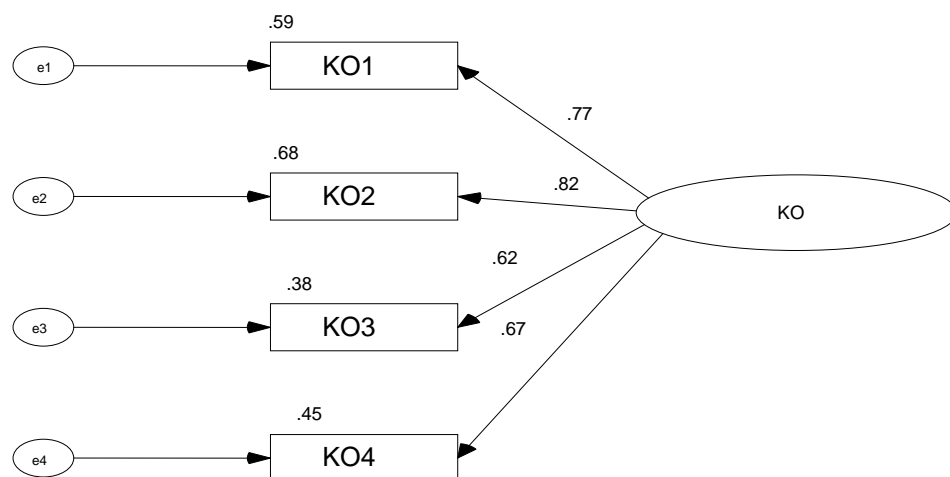 .59
e1
KO1
.77
.68
e2
KO2
.82
KO
.62
.38
e3
KO3
.67
.45
e4
KO4